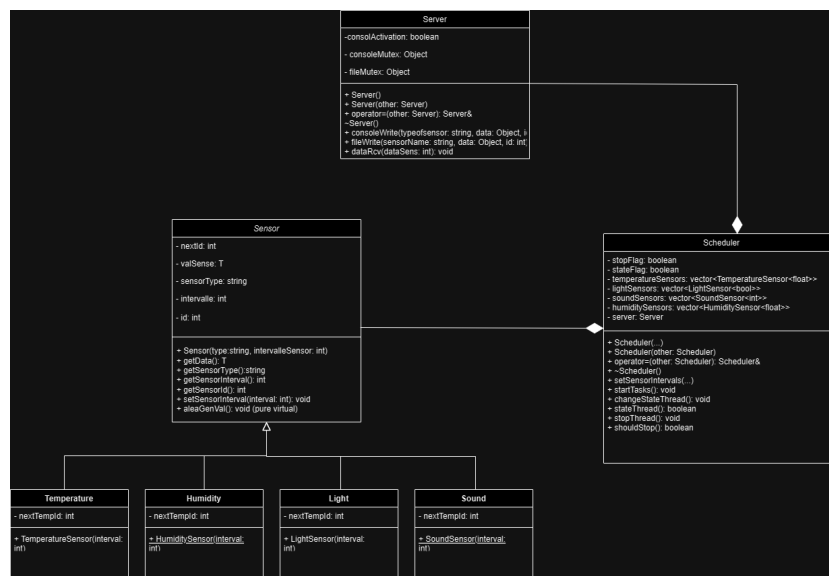 Server
-consolActivation: boolean
- consoleMutex: Object
- fileMutex: Object
+ Server()
+ Server(other: Server)
+ operator=(other: Server): Server&
~Server()
+ consoleWrite(typeofsensor: string, data: Object, i
+ fileWrite(sensorName: string, data: Object, id: int)
+ dataRcv(dataSens: int): void
Sensor
- nextId: int
- valSense: T
- sensorType: string
- intervalle: int
- id: int
+ Sensor(type:string, intervalleSensor: int)
+ getData(): T
+ getSensorType():string
+ getSensorInterval(): int
+ getSensorId(): int
+ setSensorInterval(interval: int): void
+ aleaGenVal(): void (pure virtual)
Scheduler
- stopFlag: boolean
- stateFlag: boolean
- temperatureSensors: vector<TemperatureSensor<float>>
- lightSensors: vector<LightSensor<bool>>
- soundSensors: vector<SoundSensor<int>>
- humiditySensors: vector<HumiditySensor<float>>
- server: Server
+ Scheduler(...)
+ Scheduler(other: Scheduler)
+ operator=(other: Scheduler): Scheduler&
+ ~Scheduler()
+ setSensorIntervals(...)
+ startTasks(): void
+ changeStateThread(): void
+ stateThread(): boolean
+ stopThread(): void
+ shouldStop(): boolean
Temperature
- nextTempId: int
+ TemperatureSensor(interval:
int)
Humidity
- nextTempId: int
+ HumiditySensor(interval:
int)
Light
- nextTempId: int
+ LightSensor(interval:
int)
Sound
- nextTempId: int
+ SoundSensor(interval:
int)